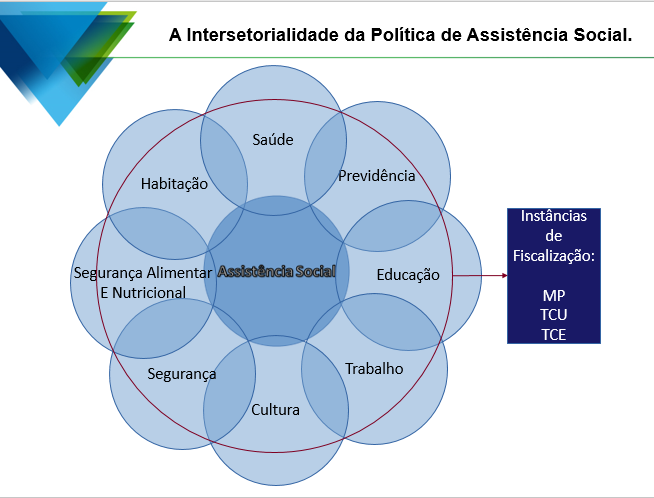 A Intersetorialidade da Política de Assistência Social.
Saúde
Previdência
Habitação
Segurança Alimentar
E Nutricional
Assistência Social
Educação
Segurança
Trabalho
Cultura
Instâncias
de
Fiscalização:
MP
TCU
TCE